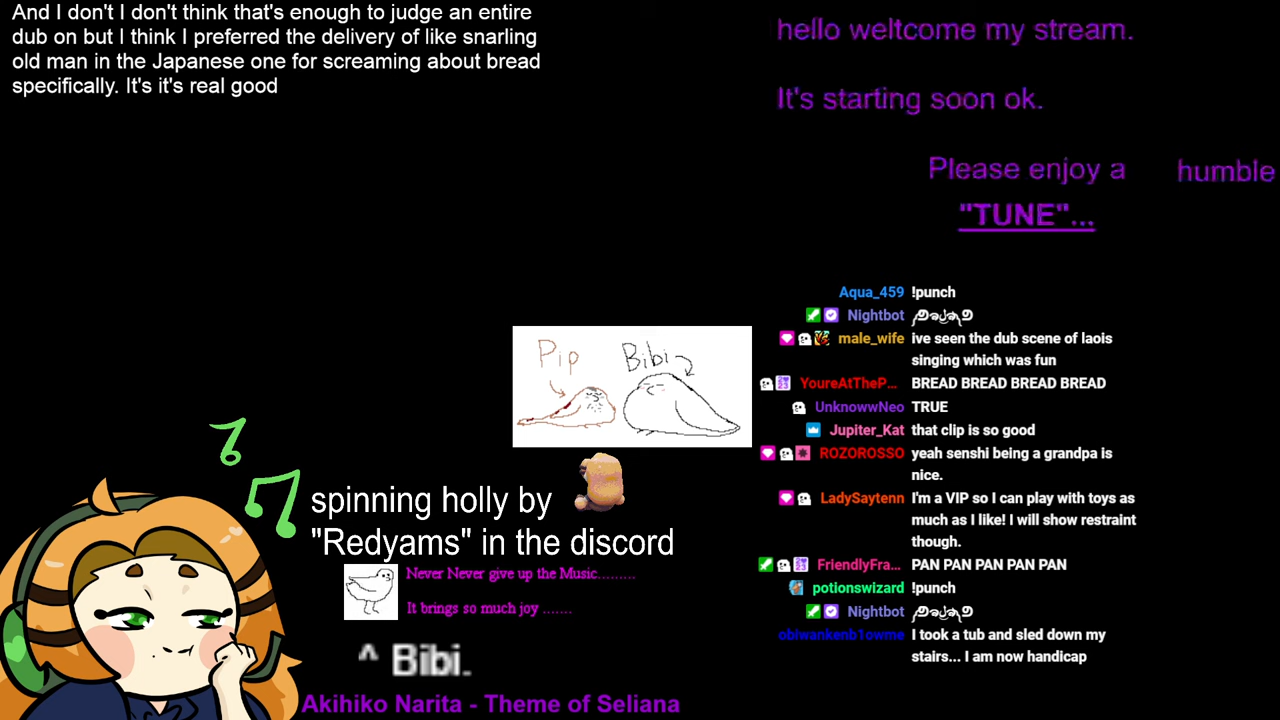 And I don't I don't think that's enough to judge an entire
dub on but I think I preferred the delivery of like snarling
old man in the Japanese one for screaming about bread
specifically. It's it's real good
hello weltcome my stream.
It's starting soon ok.
Please enjoy a humble
"TUNE"...
Aqua_459 !punch
Nightbot
male_wife ive seen the dub scene of laois
singing which was fun
YoureAtTheP... BREAD BREAD BREAD BREAD
UnknowwNeo TRUE
Jupiter_Kat that clip is so good
ROZOROSSO yeah senshi being a grandpa is
nice.
LadySaytenn I'm a VIP so I can play with toys as
much as I like! I will show restraint
though.
FriendlyFra... PAN PAN PAN PAN PAN
potionswizard !punch
Nightbot
obiwankenb1owme I took a tub and sled down my
stairs... I am now handicap
Pip Bibi
spinning holly by
"Redyams" in the discord
Never Never give up the Music.........
It brings so much joy .......
^ Bibi.
Akihiko Narita - Theme of Seliana